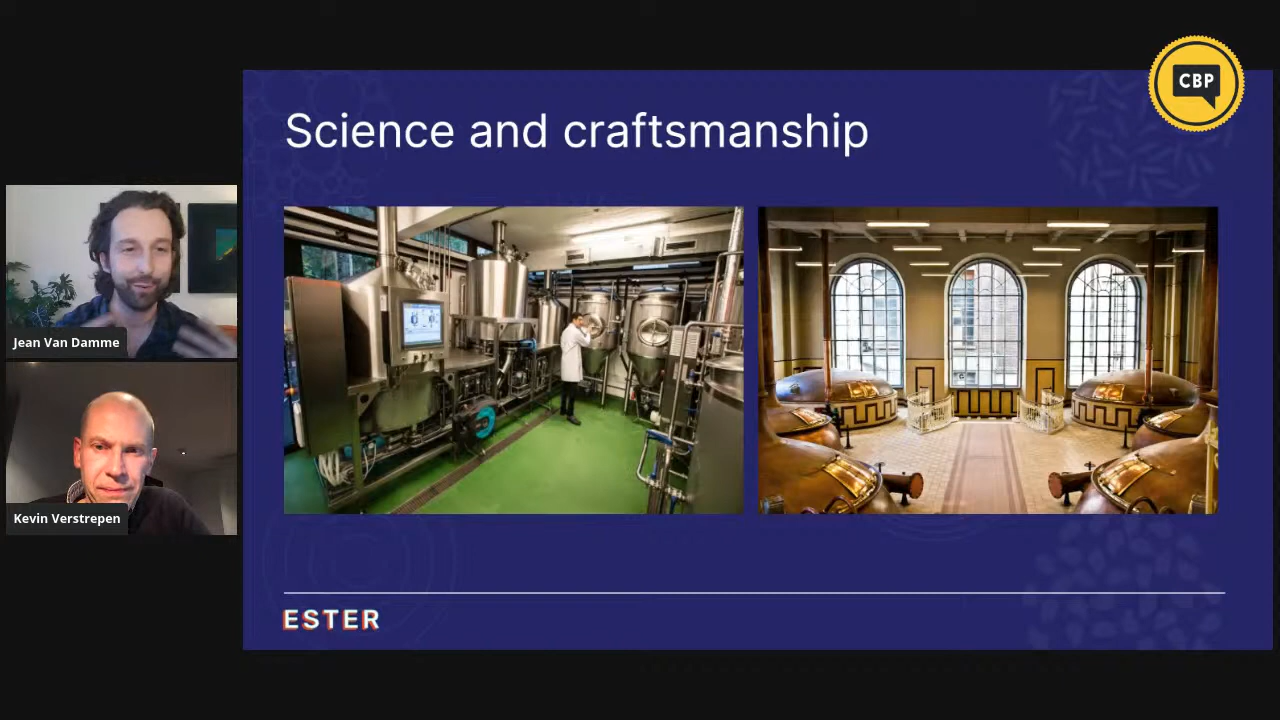 CBP
Science and craftsmanship
Jean Van Damme
Kevin Verstrepen
ESTER